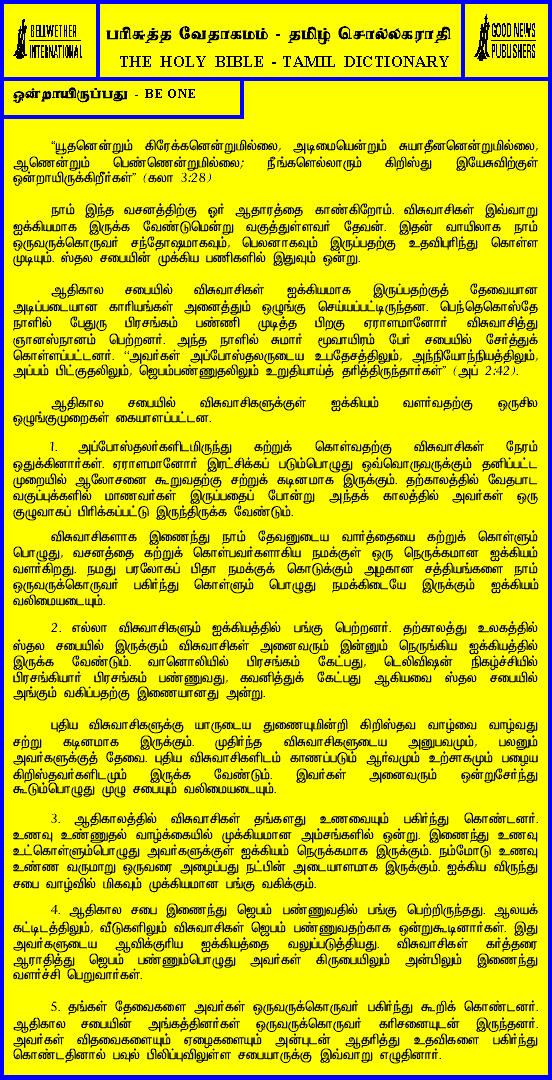 BELLWETHER
INTERNATIONAL
பரிசுத்த வேதாகமம் - தமிழ் சொல்லகராதி
THE HOLY BIBLE - TAMIL DICTIONARY
GOOD NEWS
PUBLISHERS
ஒன்றாயிருப்பது - BE ONE
“யூதனென்றும் கிரேக்கனென்றுமில்லை, அடிமையென்றும் சுயாதீனனென்றுமில்லை,
ஆணென்றும் பெண்ணென்றுமில்லை; நீங்களெல்லாரும் கிறிஸ்து இயேசுவிற்குள்
ஒன்றாயிருக்கிறீர்கள்” (கலா 3:28)
நாம் இந்த வசனத்திற்கு ஓர் ஆதாரத்தை காண்கிறோம். விசுவாசிகள் இவ்வாறு
ஐக்கியமாக இருக்க வேண்டுமென்று வகுத்துள்ளவர் தேவன். இதன் வாயிலாக நாம்
ஒருவருக்கொருவர் சந்தோஷமாகவும், பெலனாகவும் இருப்பதற்கு உதவிபுரிந்து கொள்ள
முடியும். ஸ்தல சபையின் முக்கிய பணிகளில் இதுவும் ஒன்று.
ஆதிகால சபையில் விசுவாசிகள் ஐக்கியமாக இருப்பதற்குத் தேவையான
அடிப்படையான காரியங்கள் அனைத்தும் ஒழுங்கு செய்யப்பட்டிருந்தன. பெந்தெகொஸ்தே
நாளில் பேதுரு பிரசங்கம் பண்ணி முடித்த பிறகு ஏராளமானோர் விசுவாசித்து
ஞானஸ்நானம் பெற்றனர். அந்த நாளில் சுமார் மூவாயிரம் பேர் சபையில் சேர்த்துக்
கொள்ளப்பட்டனர். “அவர்கள் அப்போஸ்தலருடைய உபதேசத்திலும், அந்நியோந்நியத்திலும்,
அப்பம் பிட்குதலிலும், ஜெபம்பண்ணுதலிலும் உறுதியாய்த் தரித்திருந்தார்கள்” (அப் 2:42).
ஆதிகால சபையில் விசுவாசிகளுக்குள் ஐக்கியம் வளர்வதற்கு ஒருசில
ஒழுங்குமுறைகள் கையாளப்பட்டன.
1. அப்போஸ்தலர்களிடமிருந்து கற்றுக் கொள்வதற்கு விசுவாசிகள் நேரம்
ஒதுக்கினார்கள். ஏராளமானோர் இரட்சிக்கப் படும்பொழுது ஒவ்வொருவருக்கும் தனிப்பட்ட
முறையில் ஆலோசனை கூறுவதற்கு சற்றுக் கடினமாக இருக்கும். தற்காலத்தில் வேதபாட
வகுப்புக்களில் மாணவர்கள் இருப்பதைப் போன்று அந்தக் காலத்தில் அவர்கள் ஒரு
குழுவாகப் பிரிக்கப்பட்டு இருந்திருக்க வேண்டும்.
விசுவாசிகளாக இணைந்து நாம் தேவனுடைய வார்த்தையை கற்றுக் கொள்ளும்
பொழுது, வசனத்தை கற்றுக் கொள்பவர்களாகிய நமக்குள் ஒரு நெருக்கமான ஐக்கியம்
வளர்கிறது. நமது பரலோகப் பிதா நமக்குக் கொடுக்கும் அழகான சத்தியங்களை நாம்
ஒருவருக்கொருவர் பகிர்ந்து கொள்ளும் பொழுது நமக்கிடையே இருக்கும் ஐக்கியம்
வலிமையடையும்.
2. எல்லா விசுவாசிகளும் ஐக்கியத்தில் பங்கு பெற்றனர். தற்காலத்து உலகத்தில்
ஸ்தல சபையில் இருக்கும் விசுவாசிகள் அனைவரும் இன்னும் நெருங்கிய ஐக்கியத்தில்
இருக்க வேண்டும். வானொலியில் பிரசங்கம் கேட்பது, டெலிவிஷன் நிகழ்ச்சியில்
பிரசங்கியார் பிரசங்கம் பண்ணுவது, கவனித்துக் கேட்பது ஆகியவை ஸ்தல சபையில்
அங்கும் வகிப்பதற்கு இணையானது அன்று.
புதிய விசுவாசிகளுக்கு யாருடைய துணையுமின்றி கிறிஸ்தவ வாழ்வை வாழ்வது
சற்று கடினமாக இருக்கும். முதிர்ந்த விசுவாசிகளுடைய அனுபவமும், பலனும்
அவர்களுக்குத் தேவை. புதிய விசுவாசிகளிடம் காணப்படும் ஆர்வமும் உற்சாகமும் பழைய
கிறிஸ்தவர்களிடமும் இருக்க வேண்டும். இவர்கள் அனைவரும் ஒன்றுசேர்ந்து
கூடும்பொழுது முழு சபையும் வலிமையடையும்.
3. ஆதிகாலத்தில் விசுவாசிகள் தங்களது உணவையும் பகிர்ந்து கொண்டனர்.
உணவு உண்ணுதல் வாழ்க்கையில் முக்கியமான அம்சங்களில் ஒன்று. இணைந்து உணவு
உட்கொள்ளும்பொழுது அவர்களுக்குள் ஐக்கியம் நெருக்கமாக இருக்கும். நம்மோடு உணவு
உண்ண வருமாறு ஒருவரை அழைப்பது நட்பின் அடையாளமாக இருக்கும். ஐக்கிய விருந்து
சபை வாழ்வில் மிகவும் முக்கியமான பங்கு வகிக்கும்.
4. ஆதிகால சபை இணைந்து ஜெபம் பண்ணுவதில் பங்கு பெற்றிருந்தது. ஆலயக்
கட்டிடத்திலும், வீடுகளிலும் விசுவாசிகள் ஜெபம் பண்ணுவதற்காக ஒன்றுகூடினார்கள். இது
அவர்களுடைய ஆவிக்குரிய ஐக்கியத்தை வலுப்படுத்தியது. விசுவாசிகள் கர்த்தரை
ஆராதித்து ஜெபம் பண்ணும்பொழுது அவர்கள் கிருபையிலும் அன்பிலும் இணைந்து
வளர்ச்சி பெறுவார்கள்.
5. தங்கள் தேவைகளை அவர்கள் ஒருவருக்கொருவர் பகிர்ந்து கூறிக் கொண்டனர்.
ஆதிகால சபையின் அங்கத்தினர்கள் ஒருவருக்கொருவர் கரிசனையுடன் இருந்தனர்.
அவர்கள் விதவைகளையும் ஏழைகளையும் அன்புடன் ஆதரித்து உதவிகளை பகிர்ந்து
கொண்டதினால் பவுல் பிலிப்புவிலுள்ள சபையாருக்கு இவ்வாறு எழுதினார்.